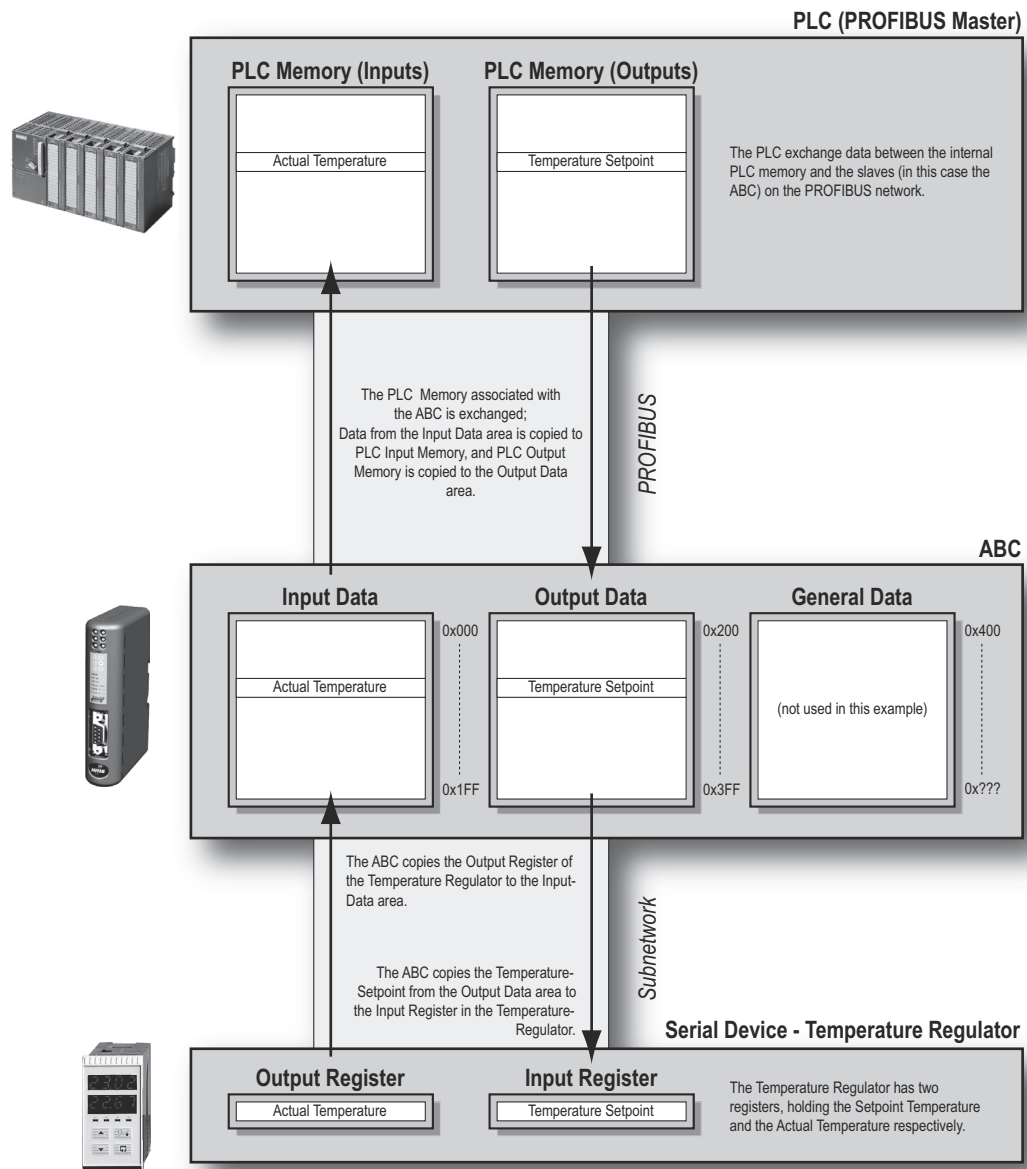 PLC (PROFIBUS Master)
PLC Memory (Inputs)
PLC Memory (Outputs)
Actual Temperature
Temperature Setpoint
The PLC exchange data between the internal
PLC memory and the slaves (in this case the
ABC) on the PROFIBUS network.
The PLC Memory associated with
the ABC is exchanged;
Data from the Input Data area is copied to
PLC Input Memory, and PLC Output
Memory is copied to the Output Data
area.
PROFIBUS
ABC
Input Data
Output Data
General Data
0x000
0x200
0x400
Actual Temperature
Temperature Setpoint
(not used in this example)
0x1FF
0x3FF
0x???
The ABC copies the Output Register of
the Temperature Regulator to the Input-
Data area.
The ABC copies the Temperature-
Setpoint from the Output Data area to
the Input Register in the Temperature-
Regulator.
Subnetwork
Serial Device - Temperature Regulator
Output Register
Input Register
Actual Temperature
Temperature Setpoint
The Temperature Regulator has two
registers, holding the Setpoint Temperature
and the Actual Temperature respectively.